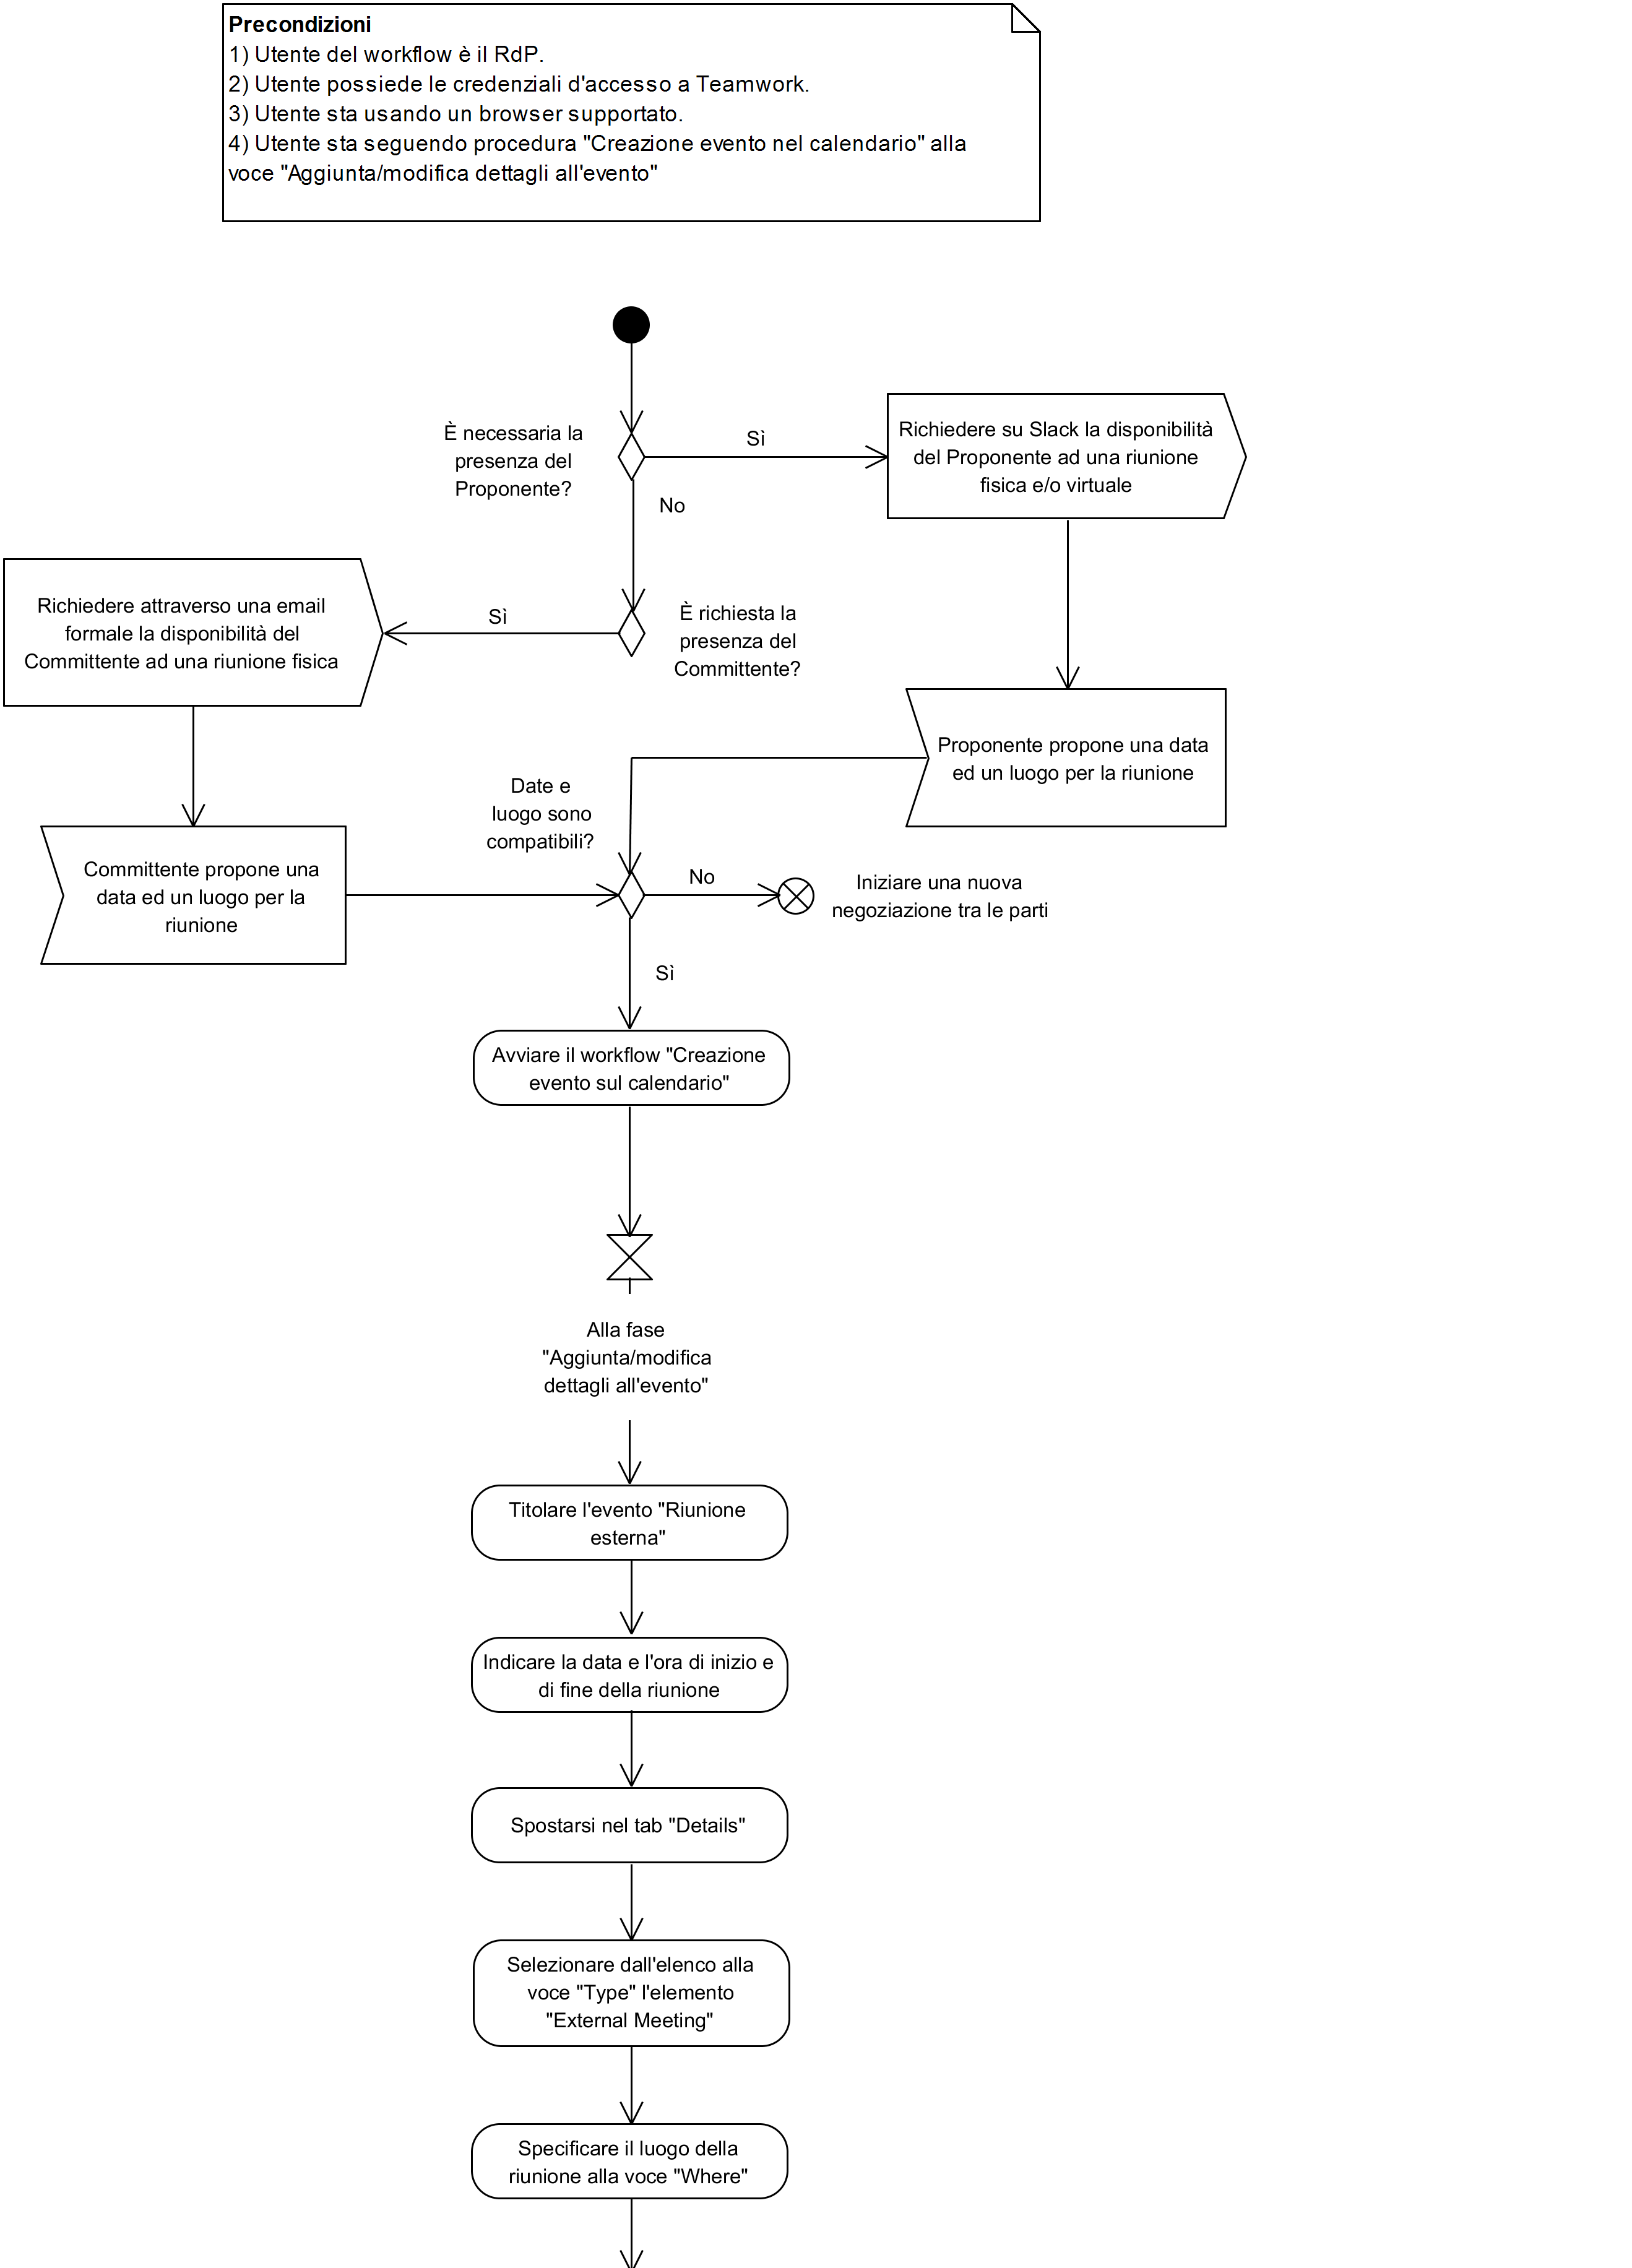 Precondizioni
1) Utente del workflow è il RdP.
2) Utente possiede le credenziali d'accesso a Teamwork.
3) Utente sta usando un browser supportato.
4) Utente sta seguendo procedura "Creazione evento nel calendario" alla
voce "Aggiunta/modifica dettagli all'evento"
È necessaria la
presenza del
Proponente?
Sì
Richiedere su Slack la disponibilità
del Proponente ad una riunione
fisica e/o virtuale
No
Richiedere attraverso una email
formale la disponibilità del
Committente ad una riunione fisica
Sì
È richiesta la
presenza del
Committente?
Proponente propone una data
ed un luogo per la riunione
Date e
luogo sono
compatibili?
Committente propone una
data ed un luogo per la
riunione
No
Iniziare una nuova
negoziazione tra le parti
Sì
Avviare il workflow "Creazione
evento sul calendario"
Alla fase
"Aggiunta/modifica
dettagli all'evento"
Titolare l'evento "Riunione
esterna"
Indicare la data e l'ora di inizio e
di fine della riunione
Spostarsi nel tab "Details"
Selezionare dall'elenco alla
voce "Type" l'elemento
"External Meeting"
Specificare il luogo della
riunione alla voce "Where"